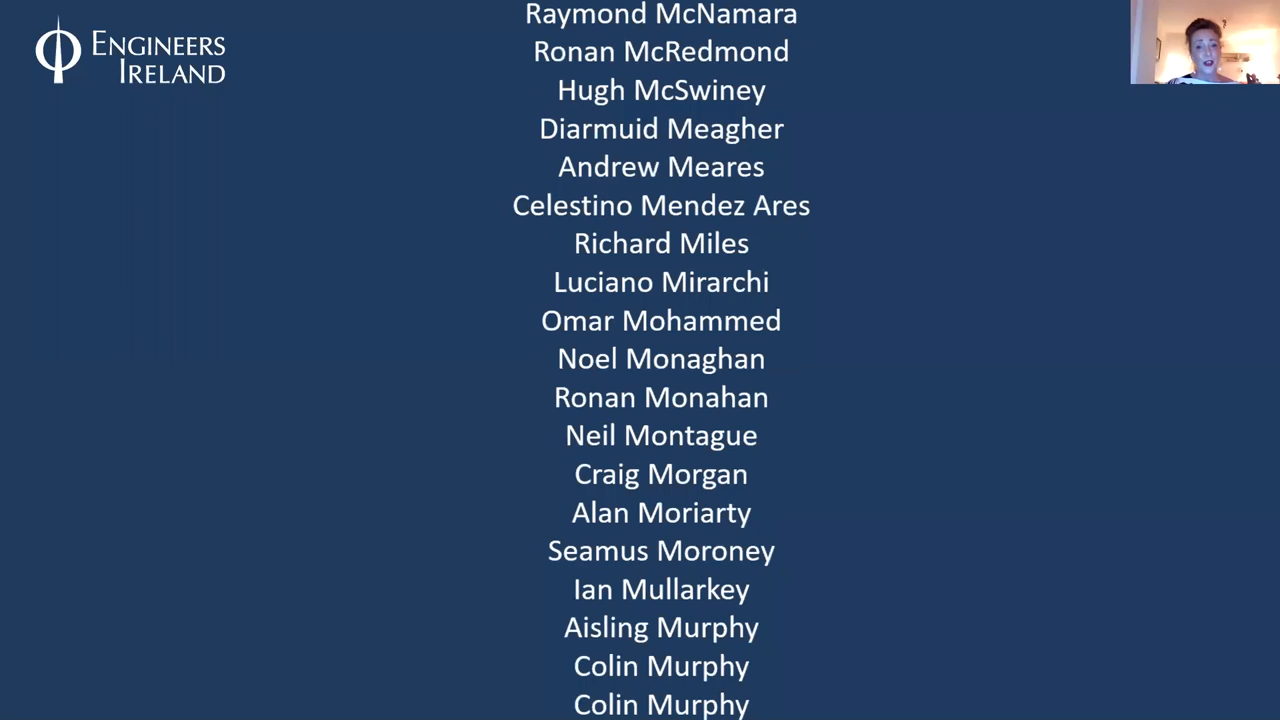 ENGINEERS
IRELAND
Raymond McNamara
Ronan McRedmond
Hugh McSwiney
Diarmuid Meagher
Andrew Meares
Celestino Mendez Ares
Richard Miles
Luciano Mirarchi
Omar Mohammed
Noel Monaghan
Ronan Monahan
Neil Montague
Craig Morgan
Alan Moriarty
Seamus Moroney
Ian Mullarkey
Aisling Murphy
Colin Murphy
Colin Murphy